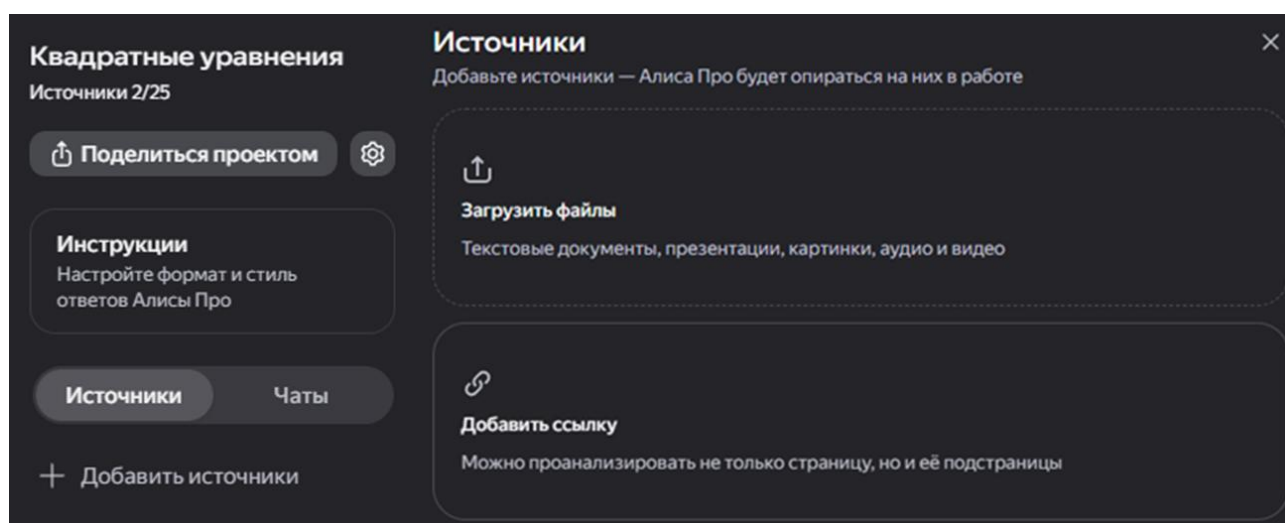 Квадратные уравнения
Источники 2/25
Поделиться проектом
Инструкции
Настройте формат и стиль
ответов Алисы Про
Источники
Чаты
Добавить источники
Источники
Добавьте источники — Алиса Про будет опираться на них в работе
Загрузить файлы
Текстовые документы, презентации, картинки, аудио и видео
Добавить ссылку
Можно проанализировать не только страницу, но и её подстраницы